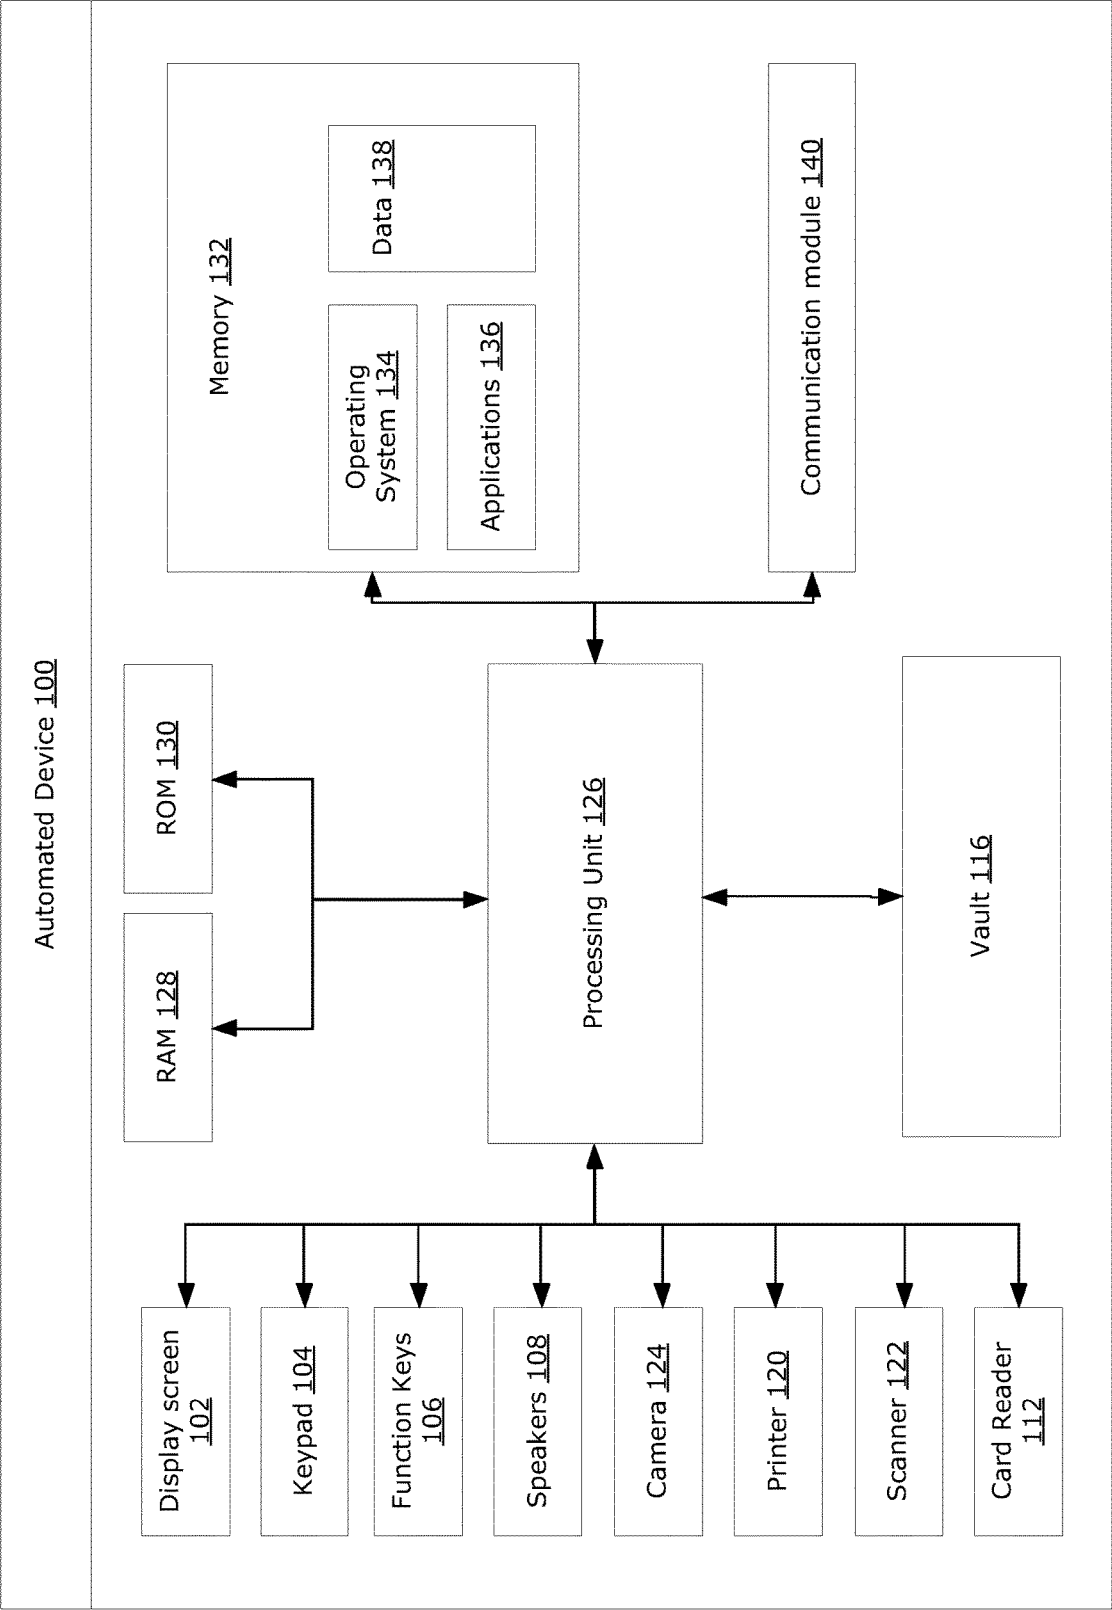 Automated Device 100
Display screen
102
Keypad 104
Function Keys
106
Speakers 108
Camera 124
Printer 120
Scanner 122
Card Reader
112
RAM 128
ROM 130
Processing Unit 126
Vault 116
Memory 132
Operating
System 134
Applications 136
Data 138
Communication module 140